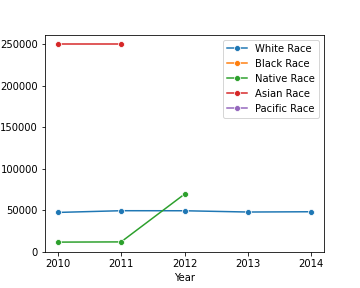 250000
200000
150000
100000
50000
0
2010 2011 2012 2013 2014
Year
White Race
Black Race
Native Race
Asian Race
Pacific Race